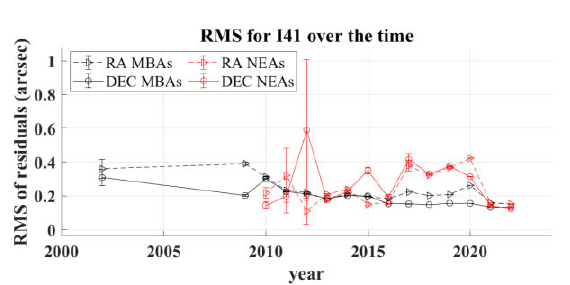 RMS for I41 over the time
RMS of residuals (arcsec)
1
0.8
0.6
0.4
0.2
0
RA MBAs
RA NEAs
DEC MBAs
DEC NEAs
2000
2005
2010
2015
2020
year